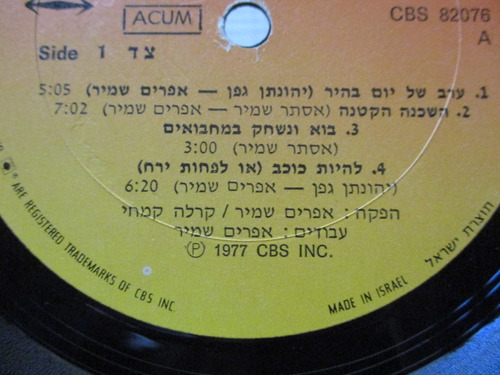 ACUM
CBS 82076
A
Side 1 צד
1. ערב של יום בהיר (יהונתן גפן — אפרים שמיר) 5:05
2. השכנה הקטנה (אסתר שמיר — אפרים שמיר) 7:02
3. בוא ונשחק במחבואים
(אסתר שמיר) 3:00
4. להיות כוכב (או לפחות ירח)
(יהונתן גפן — אפרים שמיר) 6:20
הפקה: אפרים שמיר / קרלה קמחי
עבודים: אפרים שמיר
Ⓟ 1977 CBS INC.
ARE REGISTERED TRADEMARKS OF CBS INC.
MADE IN ISRAEL
תוצרת ישראל